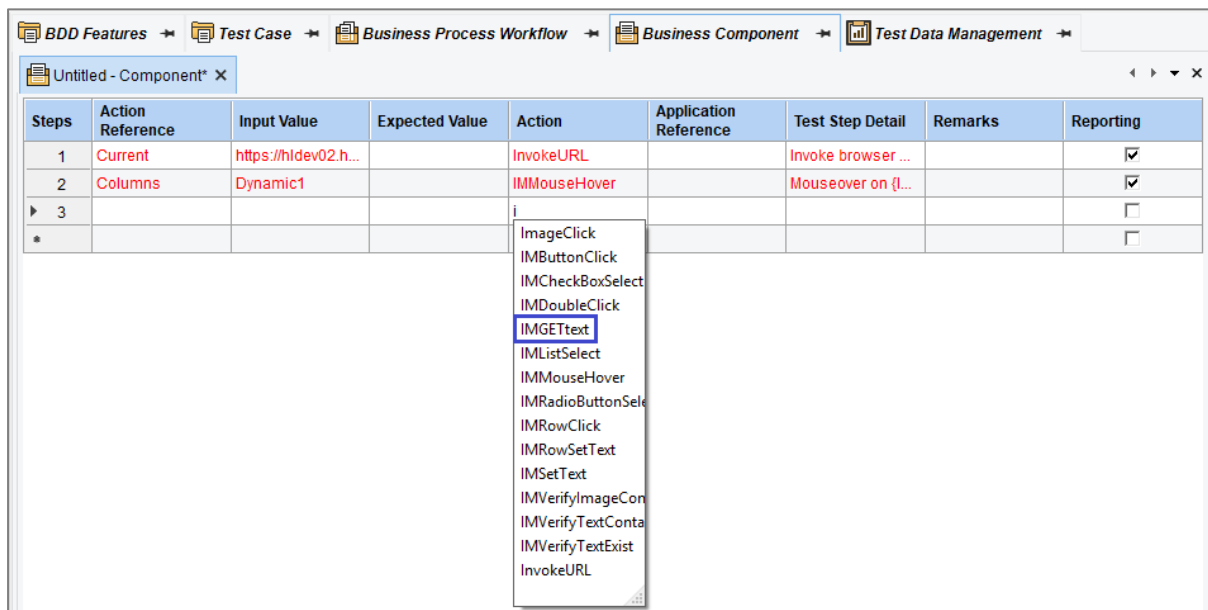 BDD Features Test Case Business Process Workflow Business Component Test Data Management
Untitled - Component*
Steps Action Reference Input Value Expected Value Action Application Reference Test Step Detail Remarks Reporting
1 Current https://hldev02.h... InvokeURL Invoke browser ...
2 Columns Dynamic1 IMMouseHover Mouseover on {I...
3 i
*
ImageClick
IMButtonClick
IMCheckBoxSelect
IMDoubleClick
IMGETtext
IMListSelect
IMMouseHover
IMRadioButtonSele
IMRowClick
IMRowSetText
IMSetText
IMVerifyImageCon
IMVerifyTextConta
IMVerifyTextExist
InvokeURL